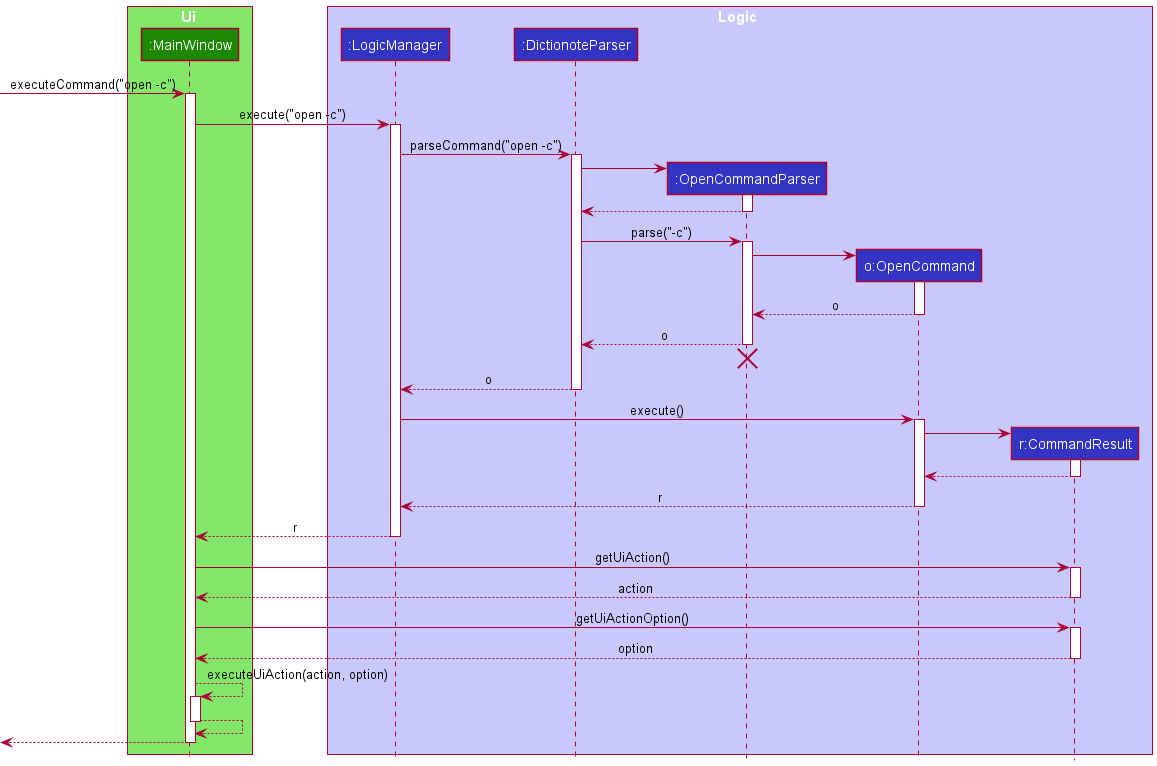 Ui
Logic
:MainWindow
:LogicManager
:DictionoteParser
executeCommand("open -c")
execute("open -c")
parseCommand("open -c")
:OpenCommandParser
parse("-c")
o:OpenCommand
o
o
o
execute()
r:CommandResult
r
r
getUiAction()
action
getUiActionOption()
option
executeUiAction(action, option)